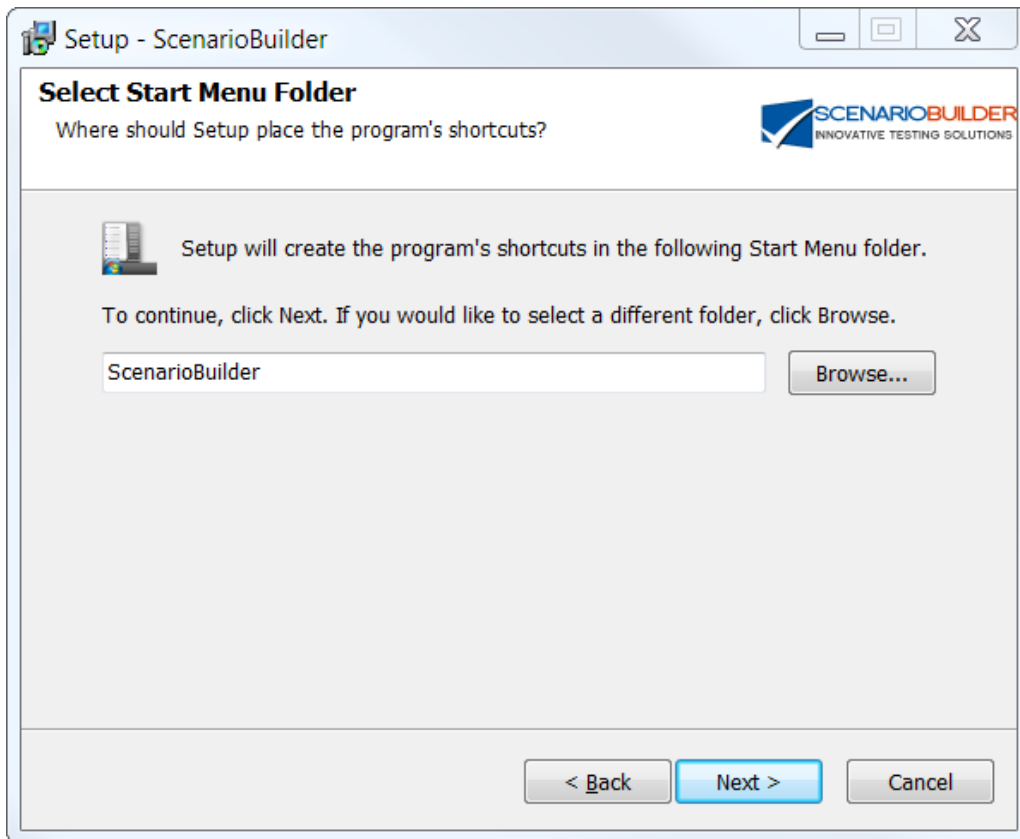 Setup - ScenarioBuilder
Select Start Menu Folder
Where should Setup place the program's shortcuts?
SCENARIOBUILDER
INNOVATIVE TESTING SOLUTIONS
Setup will create the program's shortcuts in the following Start Menu folder.
To continue, click Next. If you would like to select a different folder, click Browse.
ScenarioBuilder
Browse...
< Back
Next >
Cancel